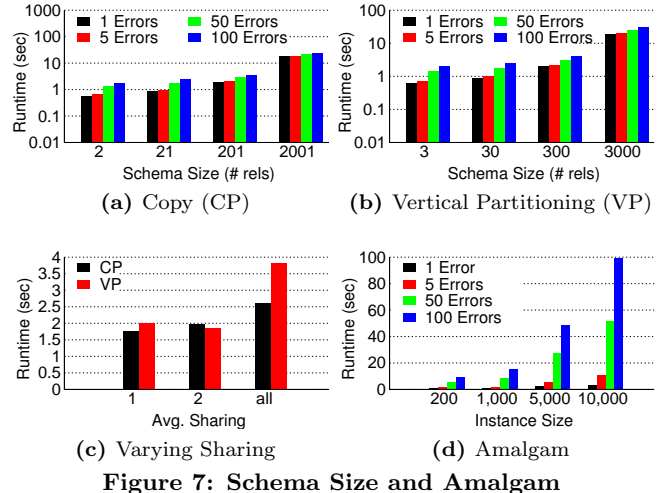 1000
100
10
1
0.1
0.01
Runtime (sec)
1 Errors
5 Errors
50 Errors
100 Errors
2 21 201 2001
Schema Size (# rels)
(a) Copy (CP)
100
10
1
0.1
0.01
Runtime (sec)
1 Errors
5 Errors
50 Errors
100 Errors
3 30 300 3000
Schema Size (# rels)
(b) Vertical Partitioning (VP)
4
3.5
3
2.5
2
1.5
1
0.5
0
Runtime (sec)
CP
VP
1 2 all
Avg. Sharing
(c) Varying Sharing
100
80
60
40
20
0
Runtime (sec)
1 Error
5 Errors
50 Errors
100 Errors
200 1,000 5,000 10,000
Instance Size
(d) Amalgam
Figure 7: Schema Size and Amalgam